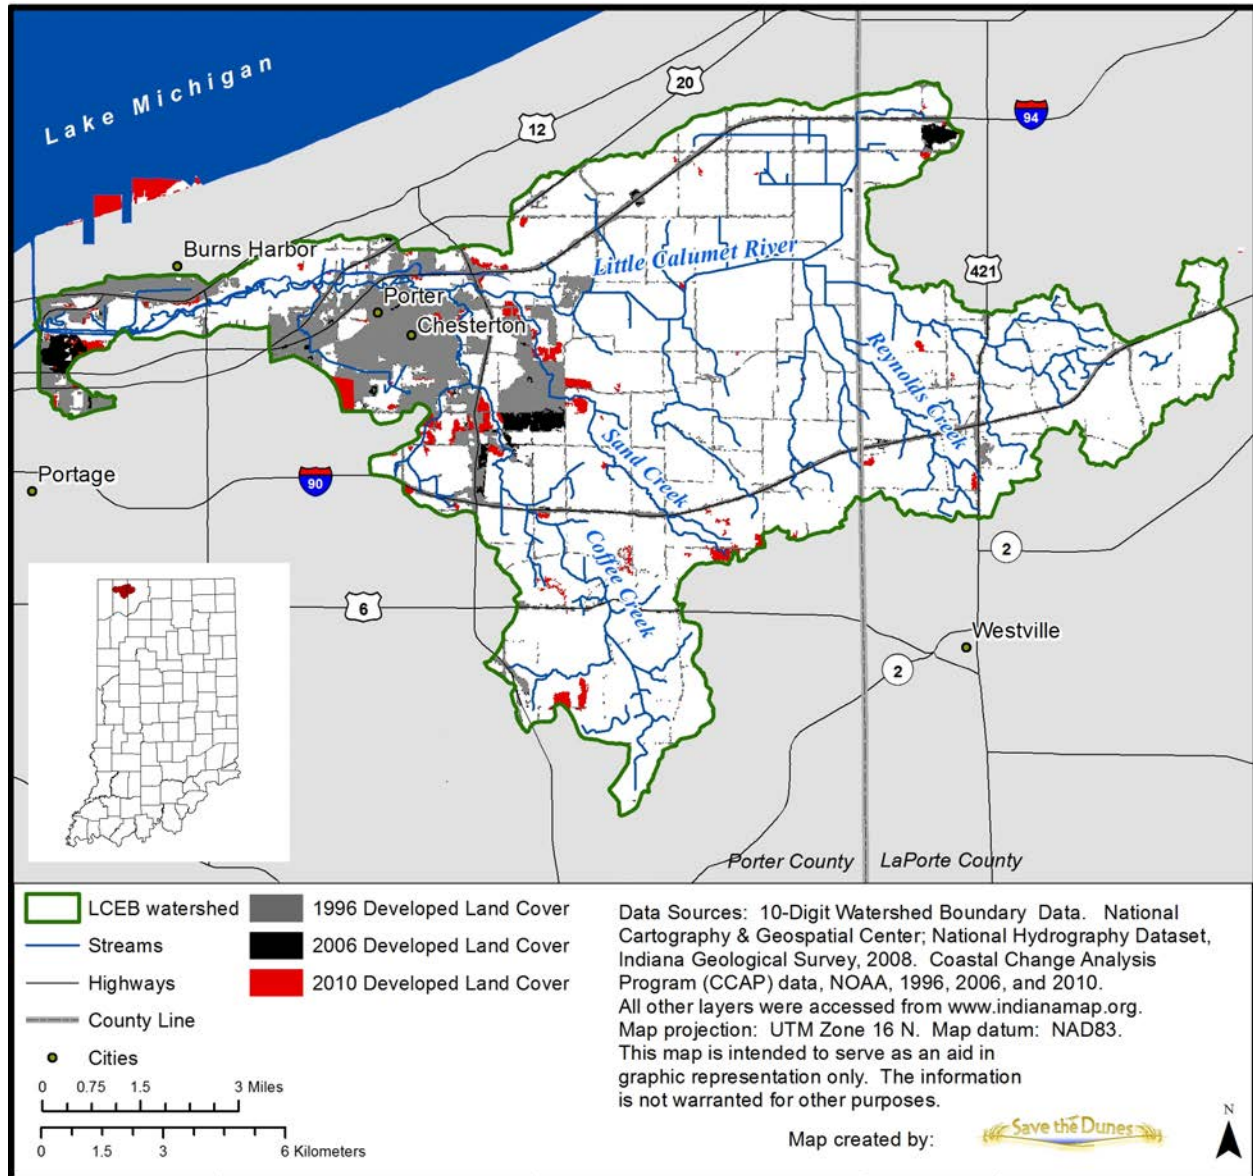 Lake Michigan
20
12
94
Burns Harbor
Little Calumet River
421
Porter
Chesterton
Reynolds Creek
Sand Creek
Portage
90
2
Coffee Creek
6
Westville
2
Porter County
LaPorte County
LCEB watershed
Streams
Highways
County Line
Cities
1996 Developed Land Cover
2006 Developed Land Cover
2010 Developed Land Cover
0 0.75 1.5 3 Miles
0 1.5 3 6 Kilometers
Data Sources: 10-Digit Watershed Boundary Data. National
Cartography & Geospatial Center; National Hydrography Dataset,
Indiana Geological Survey, 2008. Coastal Change Analysis
Program (CCAP) data, NOAA, 1996, 2006, and 2010.
All other layers were accessed from www.indianamap.org.
Map projection: UTM Zone 16 N. Map datum: NAD83.
This map is intended to serve as an aid in
graphic representation only. The information
is not warranted for other purposes.
Map created by:
Save the Dunes
N